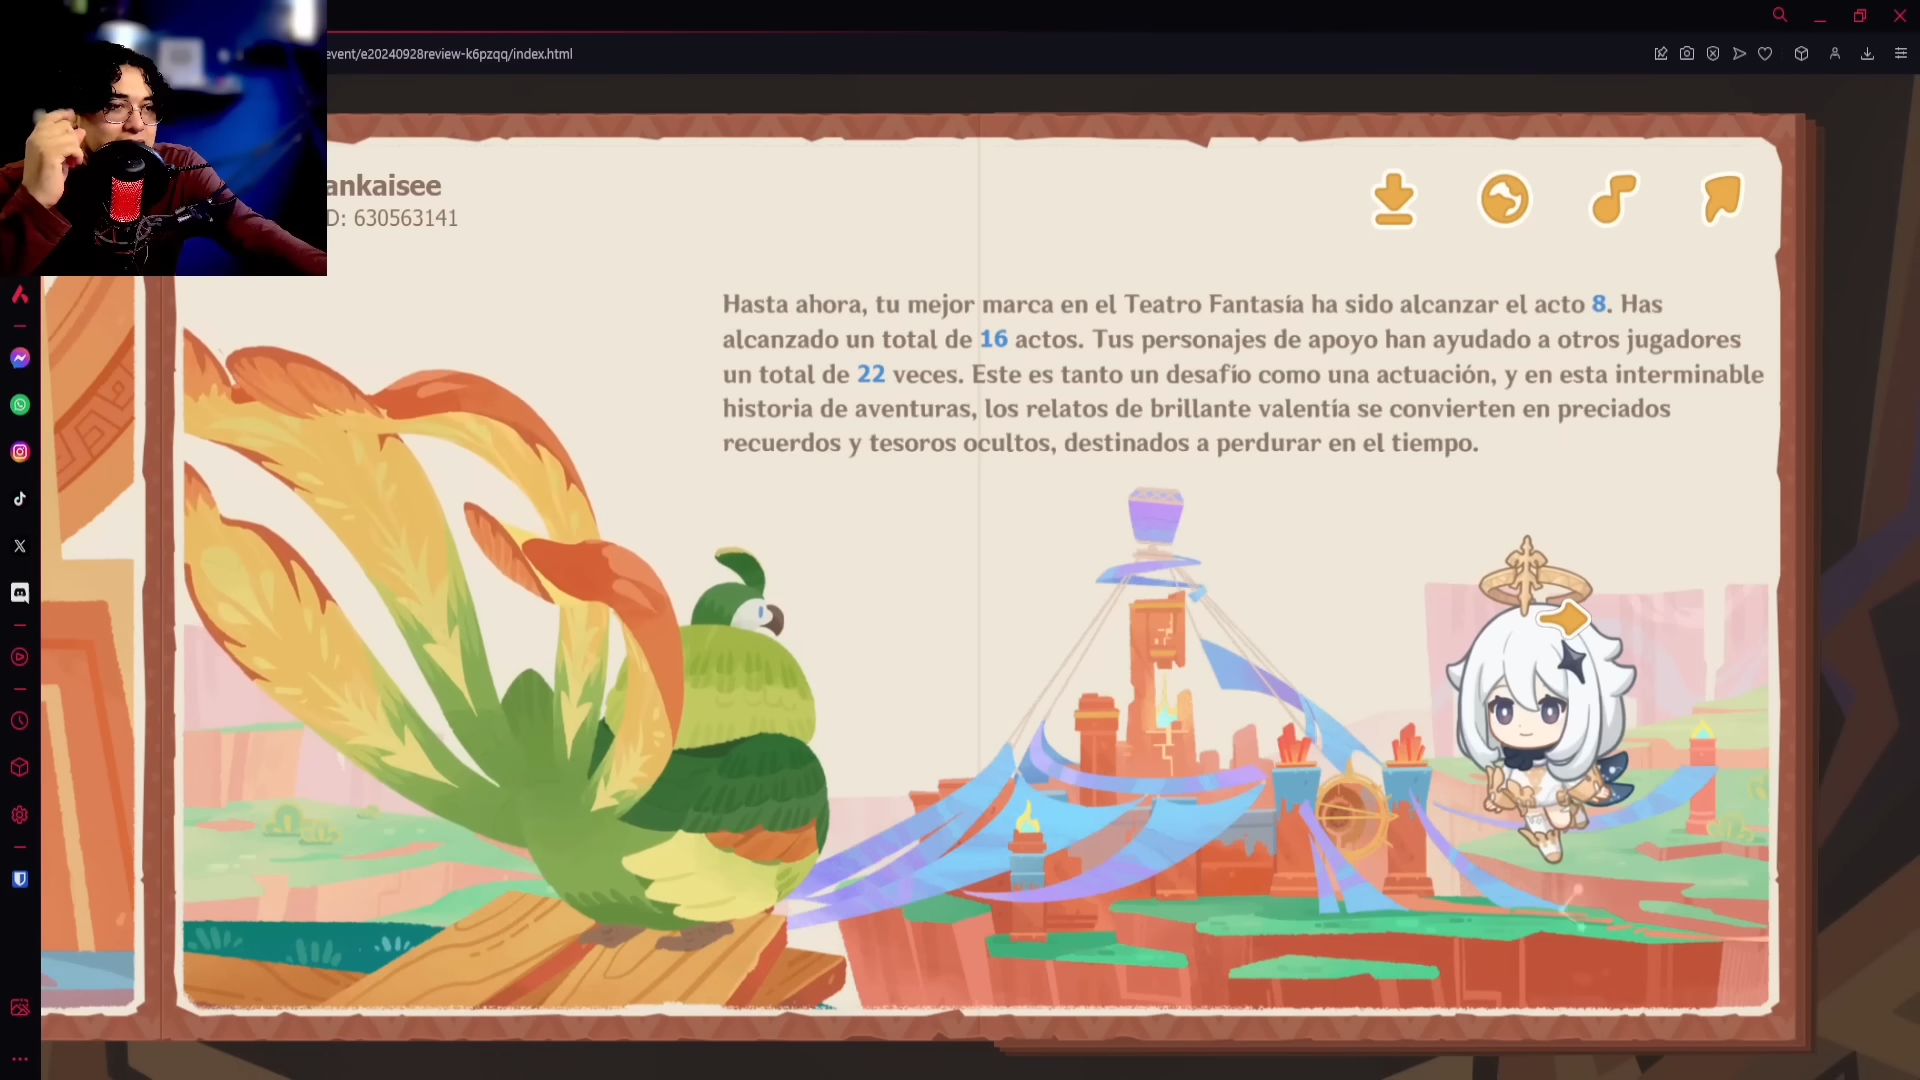 event/e20240928review-k6pzqq/index.html
ankaisee
D: 630563141
Hasta ahora, tu mejor marca en el Teatro Fantasía ha sido alcanzar el acto 8. Has
alcanzado un total de 16 actos. Tus personajes de apoyo han ayudado a otros jugadores
un total de 22 veces. Este es tanto un desafío como una actuación, y en esta interminable
historia de aventuras, los relatos de brillante valentía se convierten en preciados
recuerdos y tesoros ocultos, destinados a perdurar en el tiempo.